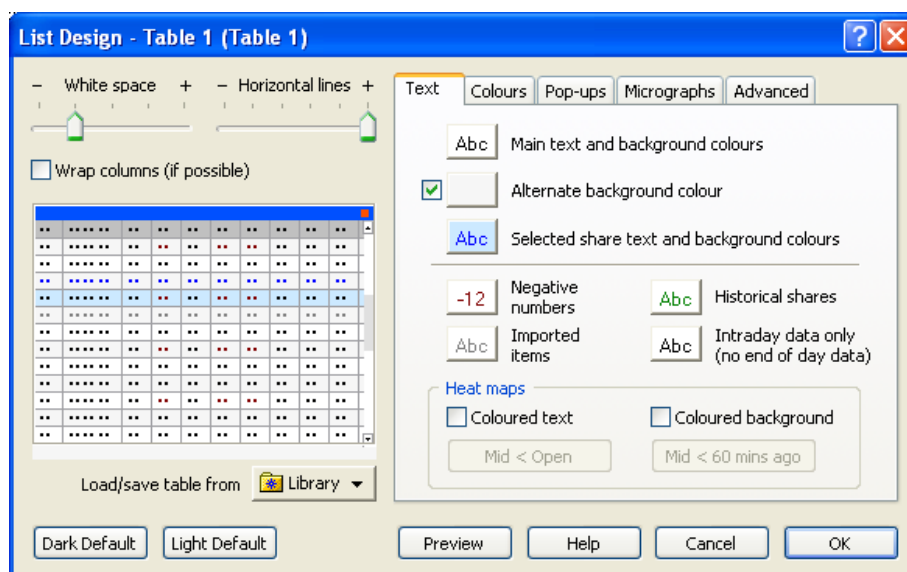 List Design - Table 1 (Table 1)
- White space +
- Horizontal lines +
Wrap columns (if possible)
Load/save table from Library
Dark Default
Light Default
Text Colours Pop-ups Micrographs Advanced
Abc Main text and background colours
Alternate background colour
Abc Selected share text and background colours
-12 Negative
numbers
Abc Historical shares
Abc Imported
items
Abc Intraday data only
(no end of day data)
Heat maps
Coloured text
Coloured background
Mid < Open
Mid < 60 mins ago
Preview
Help
Cancel
OK